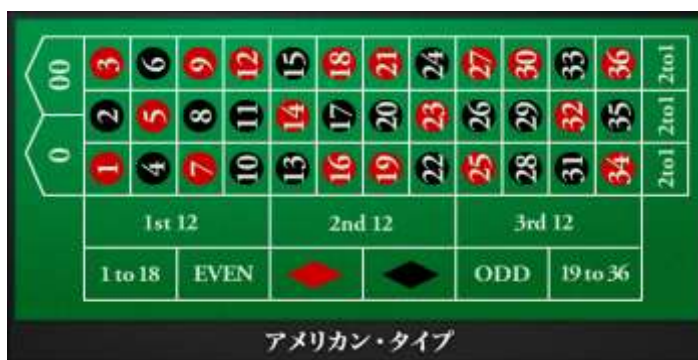 00 3 6 9 12 15 18 21 24 27 30 33 36 2to1
2 5 8 11 14 17 20 23 26 29 32 35 2to1
0 1 4 7 10 13 16 19 22 25 28 31 34 2to1
1st 12 2nd 12 3rd 12
1 to 18 EVEN ODD 19 to 36
アメリカン・タイプ